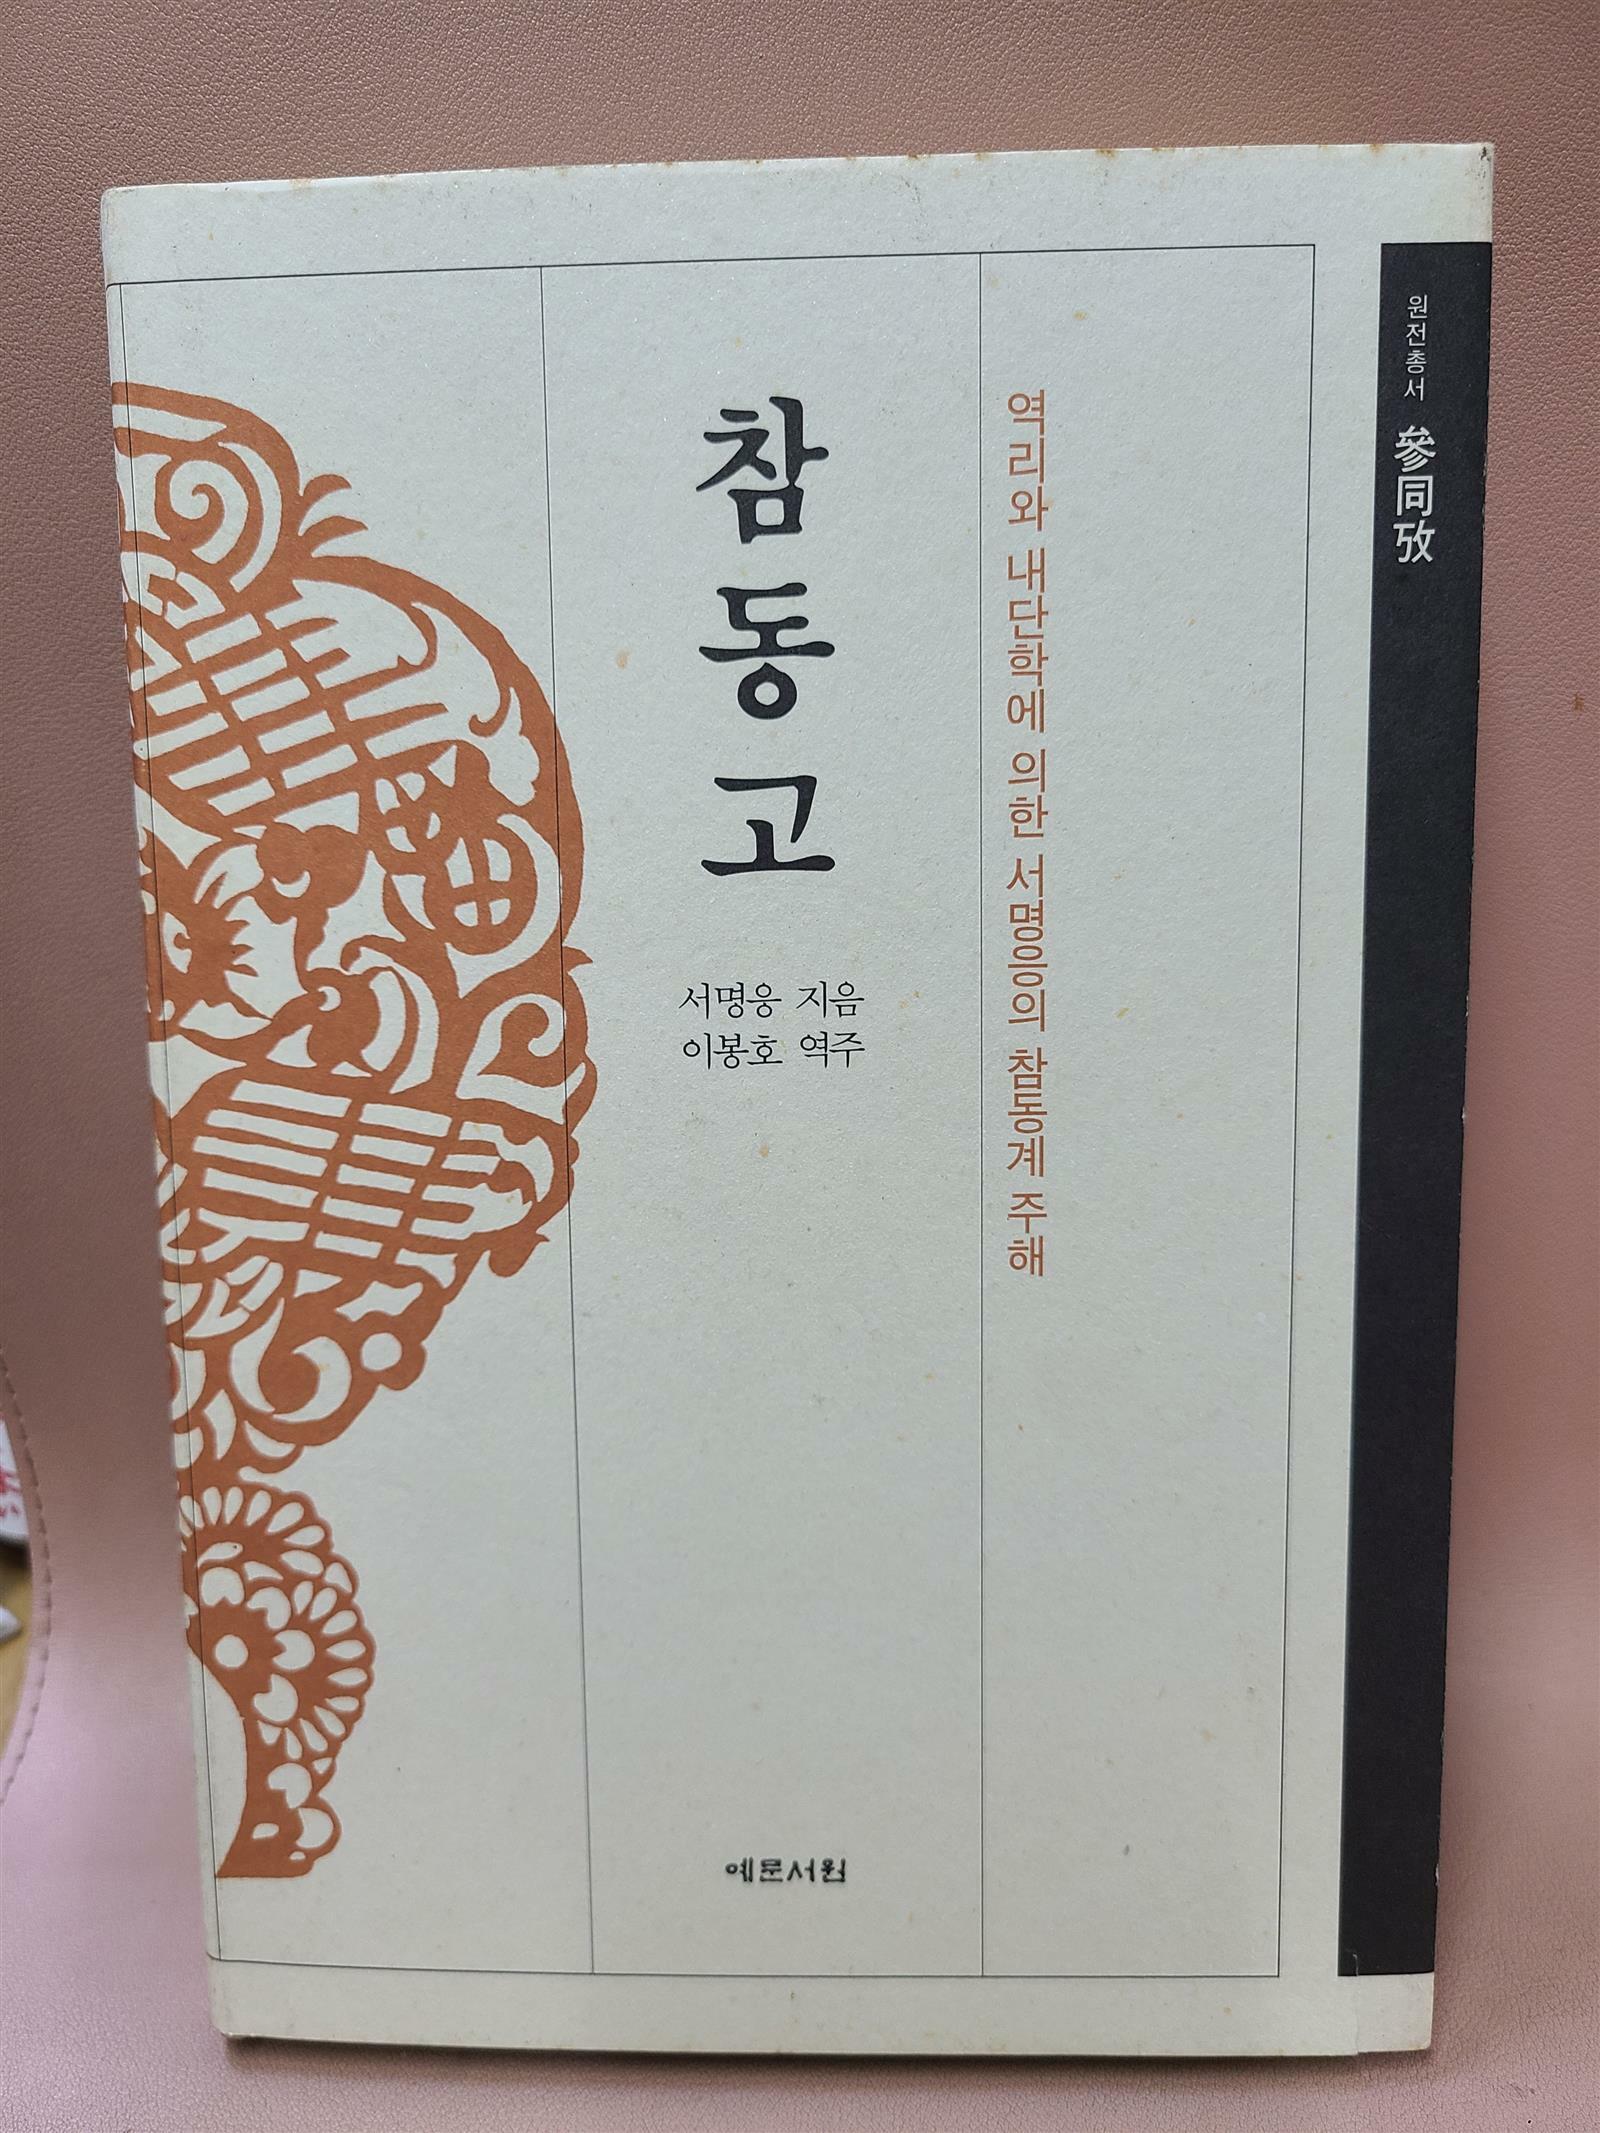 원전총서 參同攷
역리와 내단학에 의한 서명응의 참동계 주해
참동고
서명응 지음
이봉호 역주
예문서원